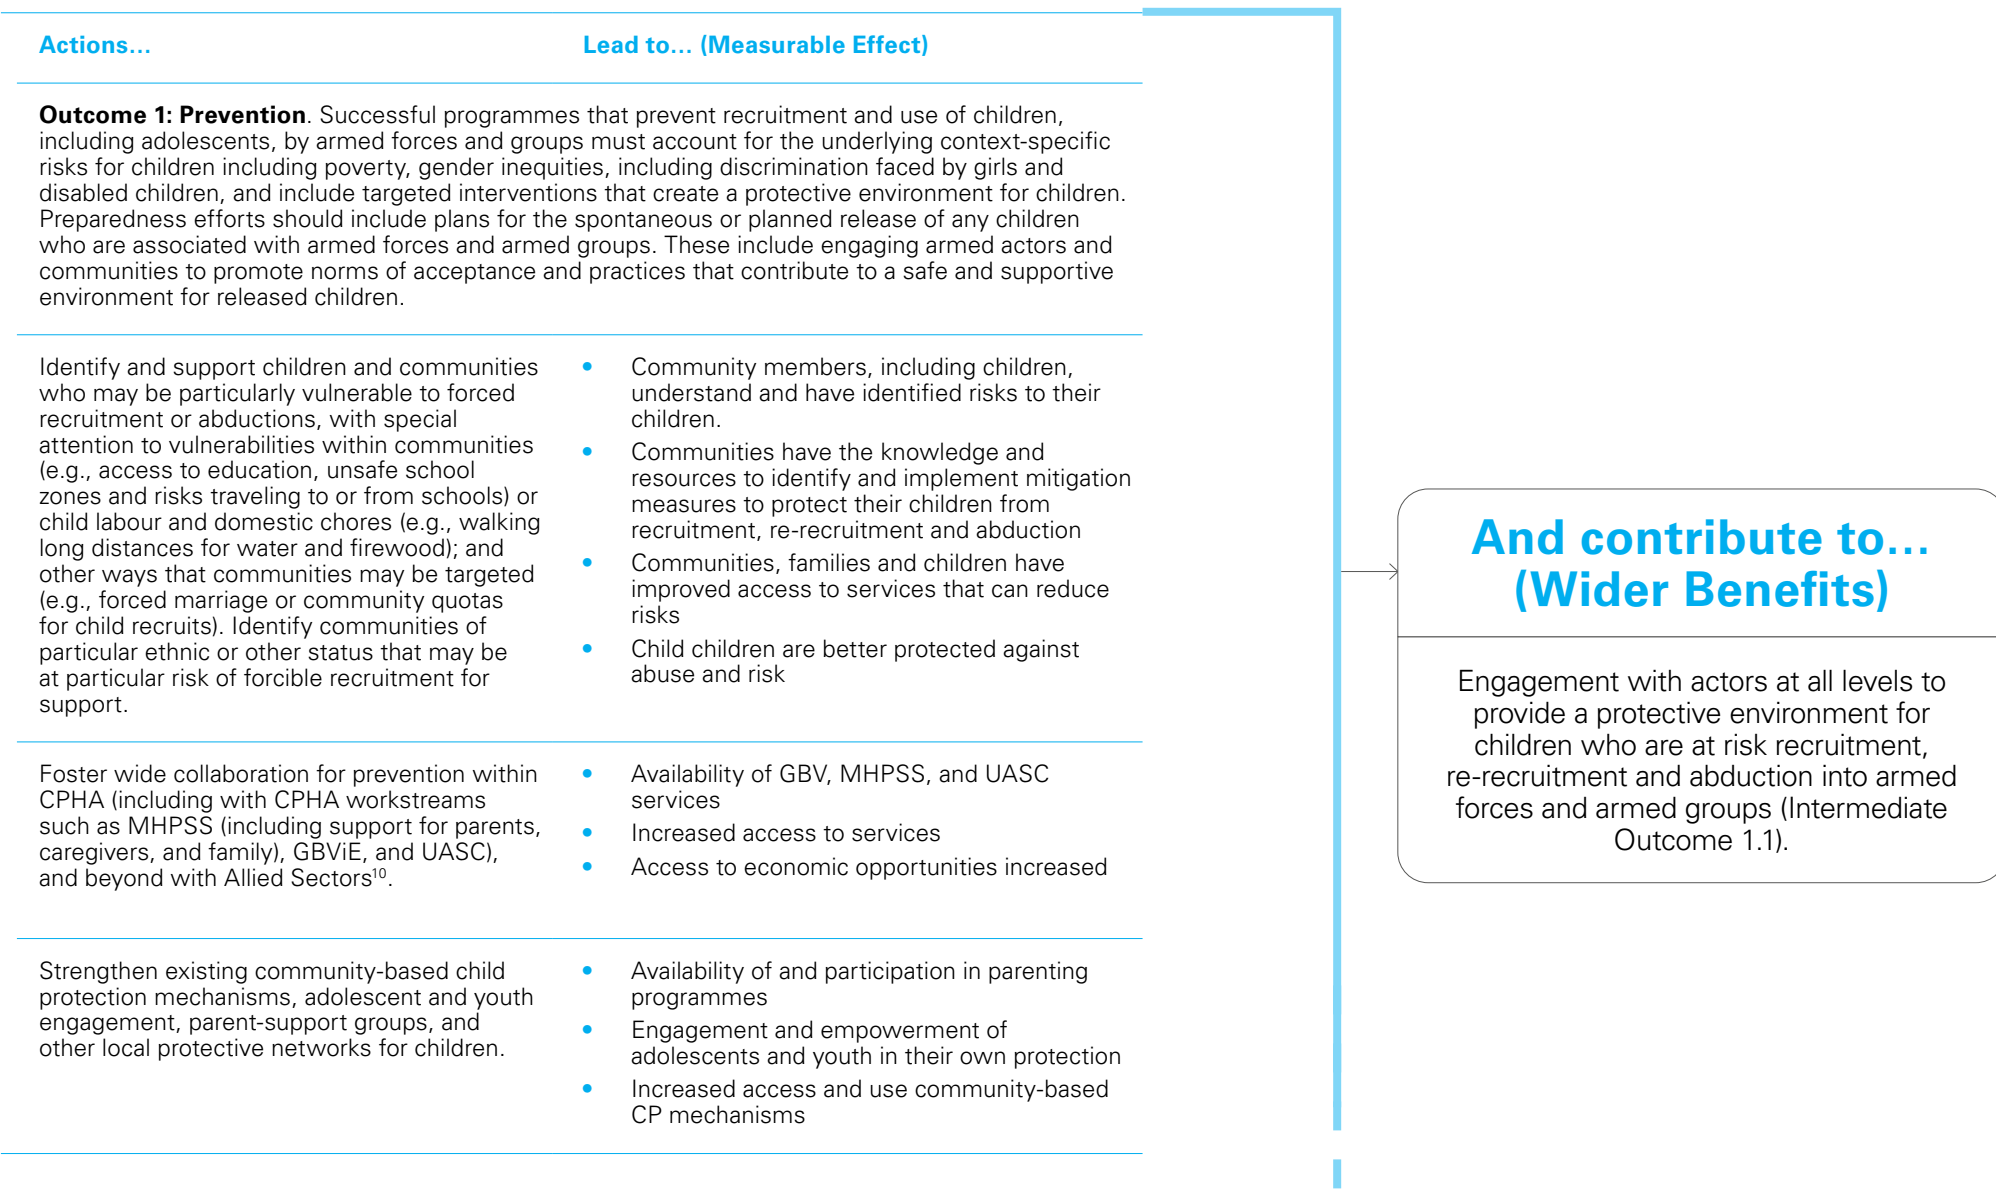 Actions…
Lead to… (Measurable Effect)
Outcome 1: Prevention. Successful programmes that prevent recruitment and use of children,
including adolescents, by armed forces and groups must account for the underlying context-specific
risks for children including poverty, gender inequities, including discrimination faced by girls and
disabled children, and include targeted interventions that create a protective environment for children.
Preparedness efforts should include plans for the spontaneous or planned release of any children
who are associated with armed forces and armed groups. These include engaging armed actors and
communities to promote norms of acceptance and practices that contribute to a safe and supportive
environment for released children.
Identify and support children and communities
who may be particularly vulnerable to forced
recruitment or abductions, with special
attention to vulnerabilities within communities
(e.g., access to education, unsafe school
zones and risks traveling to or from schools) or
child labour and domestic chores (e.g., walking
long distances for water and firewood); and
other ways that communities may be targeted
(e.g., forced marriage or community quotas
for child recruits). Identify communities of
particular ethnic or other status that may be
at particular risk of forcible recruitment for
support.
• Community members, including children,
understand and have identified risks to their
children.
• Communities have the knowledge and
resources to identify and implement mitigation
measures to protect their children from
recruitment, re-recruitment and abduction
• Communities, families and children have
improved access to services that can reduce
risks
• Child children are better protected against
abuse and risk
Foster wide collaboration for prevention within
CPHA (including with CPHA workstreams
such as MHPSS (including support for parents,
caregivers, and family), GBViE, and UASC),
and beyond with Allied Sectors¹⁰.
• Availability of GBV, MHPSS, and UASC
services
• Increased access to services
• Access to economic opportunities increased
Strengthen existing community-based child
protection mechanisms, adolescent and youth
engagement, parent-support groups, and
other local protective networks for children.
• Availability of and participation in parenting
programmes
• Engagement and empowerment of
adolescents and youth in their own protection
• Increased access and use community-based
CP mechanisms
And contribute to…
(Wider Benefits)
Engagement with actors at all levels to
provide a protective environment for
children who are at risk recruitment,
re-recruitment and abduction into armed
forces and armed groups (Intermediate
Outcome 1.1).